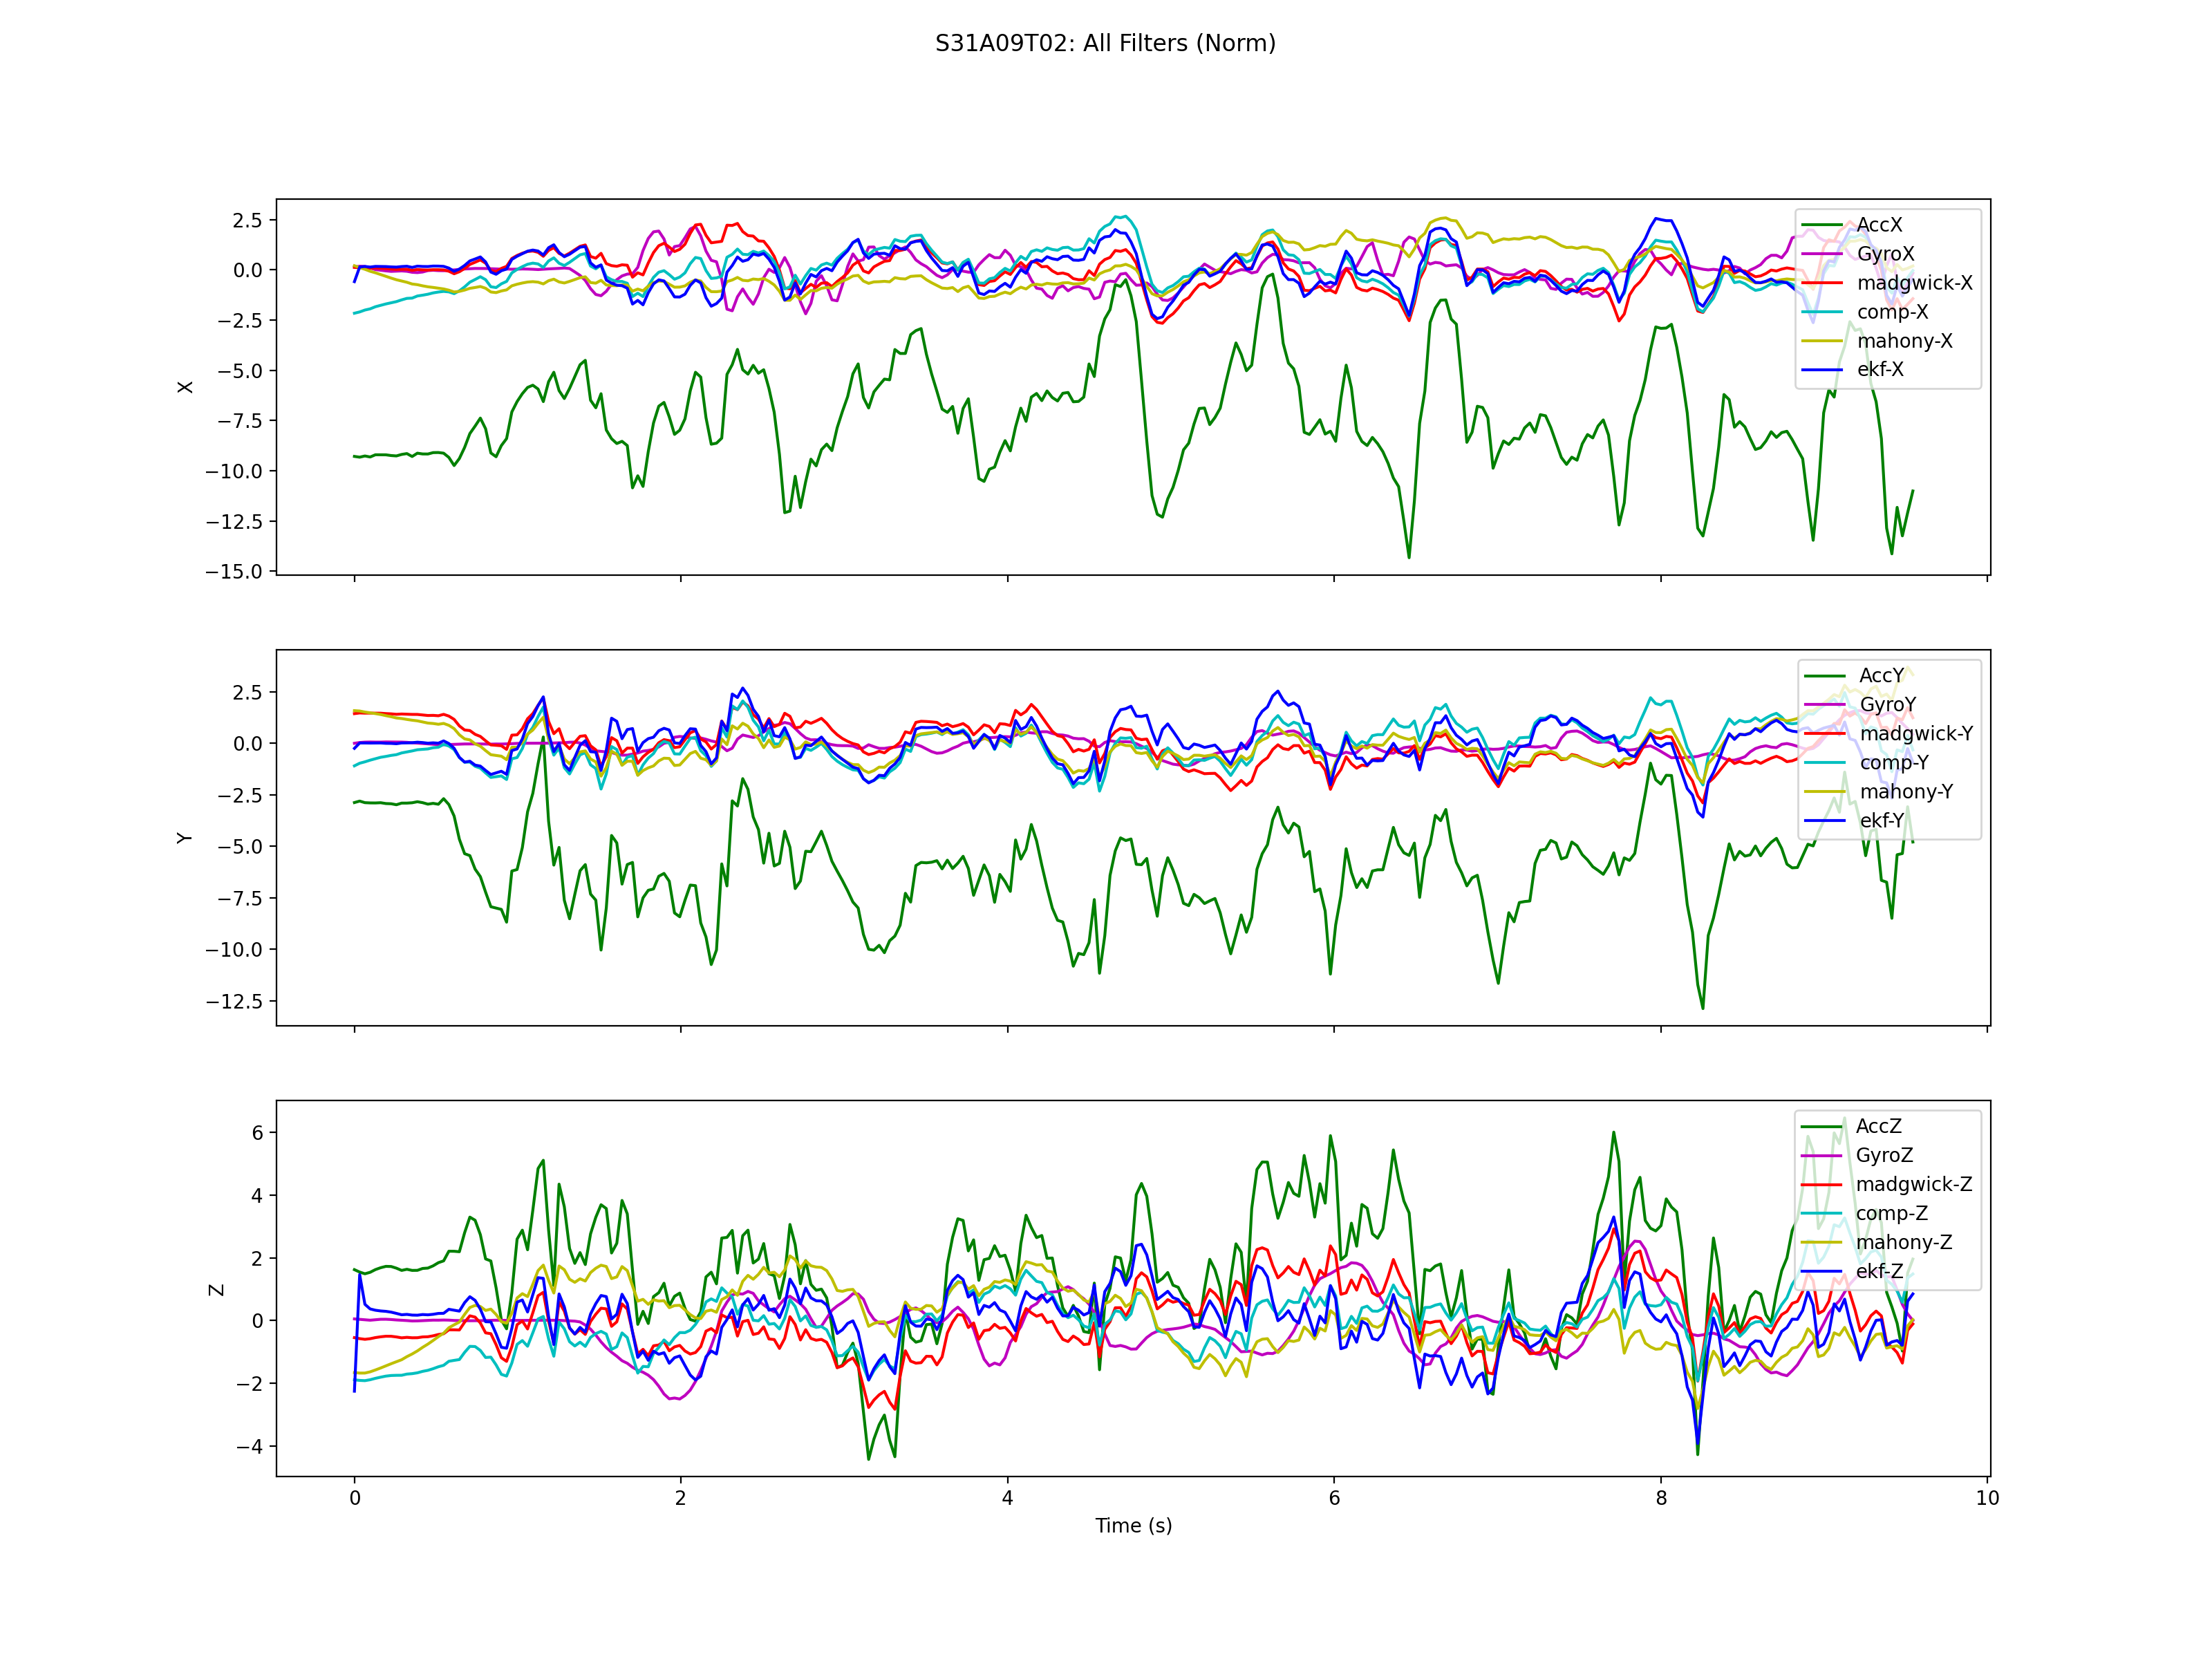 S31A09T02: All Filters (Norm)
2.5
0.0
−2.5
−5.0
−7.5
−10.0
−12.5
−15.0
X
AccX
GyroX
madgwick-X
comp-X
mahony-X
ekf-X
2.5
0.0
−2.5
−5.0
−7.5
−10.0
−12.5
Y
AccY
GyroY
madgwick-Y
comp-Y
mahony-Y
ekf-Y
6
4
2
0
−2
−4
Z
AccZ
GyroZ
madgwick-Z
comp-Z
mahony-Z
ekf-Z
0 2 4 6 8 10
Time (s)